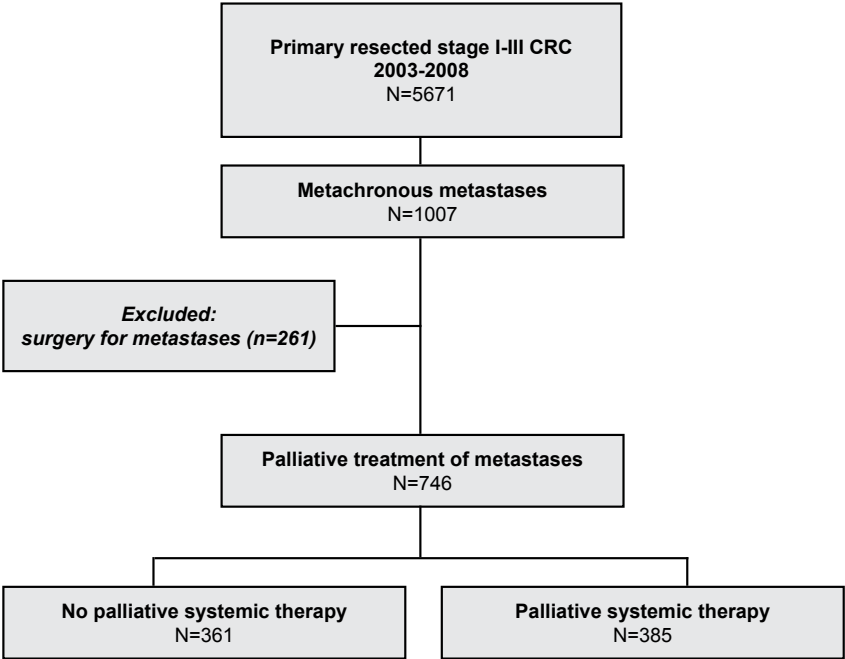 Primary resected stage I-III CRC
2003-2008
N=5671
Metachronous metastases
N=1007
Excluded:
surgery for metastases (n=261)
Palliative treatment of metastases
N=746
No palliative systemic therapy
N=361
Palliative systemic therapy
N=385